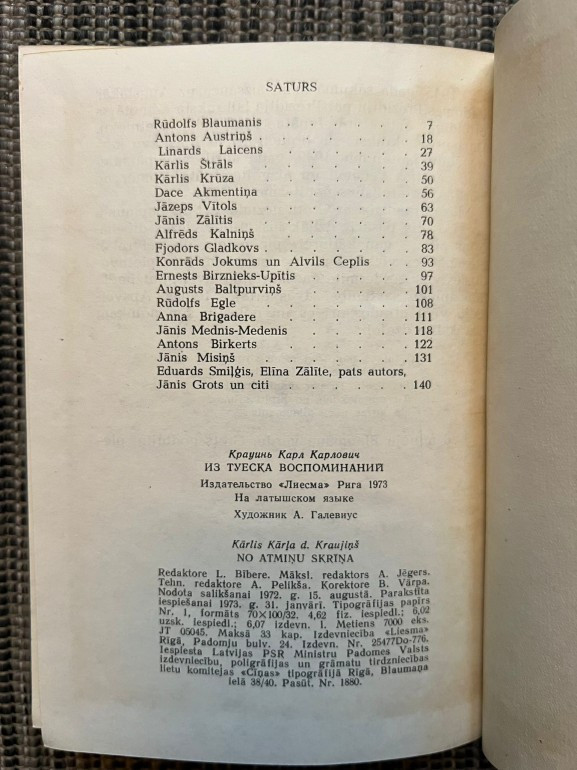 SATURS
Rūdolfs Blaumanis . . . . . . 7
Antons Austriņš . . . . . . . 18
Linards Laicens . . . . . . 27
Kārlis Štrāls . . . . . . . 39
Kārlis Krūza . . . . . . . 50
Dace Akmentiņa . . . . . . 56
Jāzeps Vītols . . . . . . . 63
Jānis Zālītis . . . . . . . 70
Alfrēds Kalniņš . . . . . . 78
Fjodors Gladkovs . . . . . . 83
Konrāds Jokums un Alvils Ceplis . . 93
Ernests Birznieks-Upītis . . . . . 97
Augusts Baltpurviņš . . . . . 101
Rūdolfs Egle . . . . . . . 108
Anna Brigadere . . . . . . 111
Jānis Mednis-Medenis . . . . . 118
Antons Birkerts . . . . . . 122
Jānis Misiņš . . . . . . . 131
Eduards Smiļģis, Elīna Zālīte, pats autors,
Jānis Grots un citi . . . . . . 140
Крауинь Карл Карлович
ИЗ ТУЕСКА ВОСПОМИНАНИЙ
Издательство «Лиесма» Рига 1973
На латышском языке
Художник А. Галевиус
Kārlis Kārļa d. Kraujiņš
NO ATMIŅU SKRĪŅA
Redaktore L. Bībere. Māksl. redaktors A. Jēgers.
Tehn. redaktore A. Pelikša. Korektore B. Vārpa.
Nodota salikšanai 1972. g. 15. augustā. Parakstīta
iespiešanai 1973. g. 31. janvārī. Tipogrāfijas papīrs
Nr. 1, formāts 70×100/32. 4,62 fiz. iespiedl.; 6,02
uzsk. iespiedl.; 6,07 izdevn. l. Metiens 7000 eks.
JT 05045. Maksā 33 kap. Izdevniecība «Liesma»
Rīgā, Padomju bulv. 24. Izdevn. Nr. 25477Do-776.
Iespiesta Latvijas PSR Ministru Padomes Valsts
izdevniecību, poligrāfijas un grāmatu tirdzniecības
lietu komitejas «Cīņas» tipogrāfijā Rīgā, Blaumaņa
ielā 38/40. Pasūt. Nr. 1880.